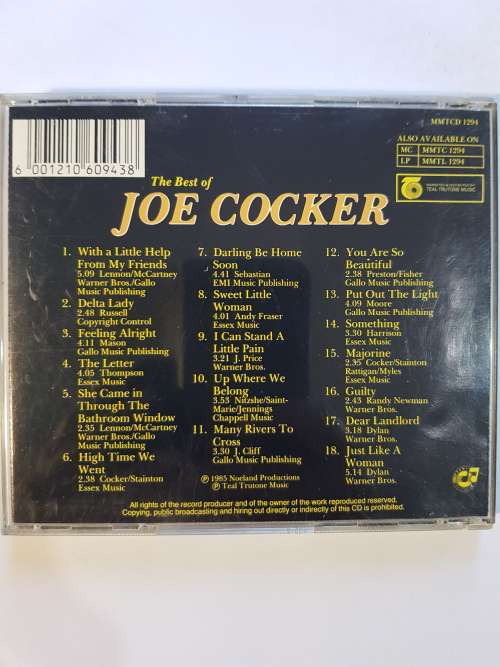 MMTCD 1294
ALSO AVAILABLE ON
MC MMTC 1294
LP MMTL 1294
TEAL TRUTONE MUSIC
6 001210 609438
The Best of
JOE COCKER
1. With a Little Help
From My Friends
5.09 Lennon/McCartney
Warner Bros./Gallo
Music Publishing
2. Delta Lady
2.48 Russell
Copyright Control
3. Feeling Alright
4.11 Mason
Gallo Music Publishing
4. The Letter
4.05 Thompson
Essex Music
5. She Came in
Through The
Bathroom Window
2.35 Lennon/McCartney
Warner Bros./Gallo
Music Publishing
6. High Time We
Went
2.38 Cocker/Stainton
Essex Music
7. Darling Be Home
Soon
4.41 Sebastian
EMI Music Publishing
8. Sweet Little
Woman
4.01 Andy Fraser
Essex Music
9. I Can Stand A
Little Pain
3.21 J. Price
Warner Bros.
10. Up Where We
Belong
3.53 Nitzshe/Saint-
Marie/Jennings
Chappell Music
11. Many Rivers To
Cross
3.30 J. Cliff
Gallo Music Publishing
℗ 1985 Norland Productions
℗ Teal Trutone Music
12. You Are So
Beautiful
2.38 Preston/Fisher
Gallo Music Publishing
13. Put Out The Light
4.09 Moore
Gallo Music Publishing
14. Something
3.30 Harrison
Essex Music
15. Majorine
2.35 Cocker/Stainton
Rattigan/Myles
Essex Music
16. Guilty
2.43 Randy Newman
Warner Bros.
17. Dear Landlord
3.18 Dylan
Warner Bros.
18. Just Like A
Woman
5.14 Dylan
Warner Bros.
All rights of the record producer and of the owner of the work reproduced reserved.
Copying, public broadcasting and hiring out directly or indirectly of this CD is prohibited.